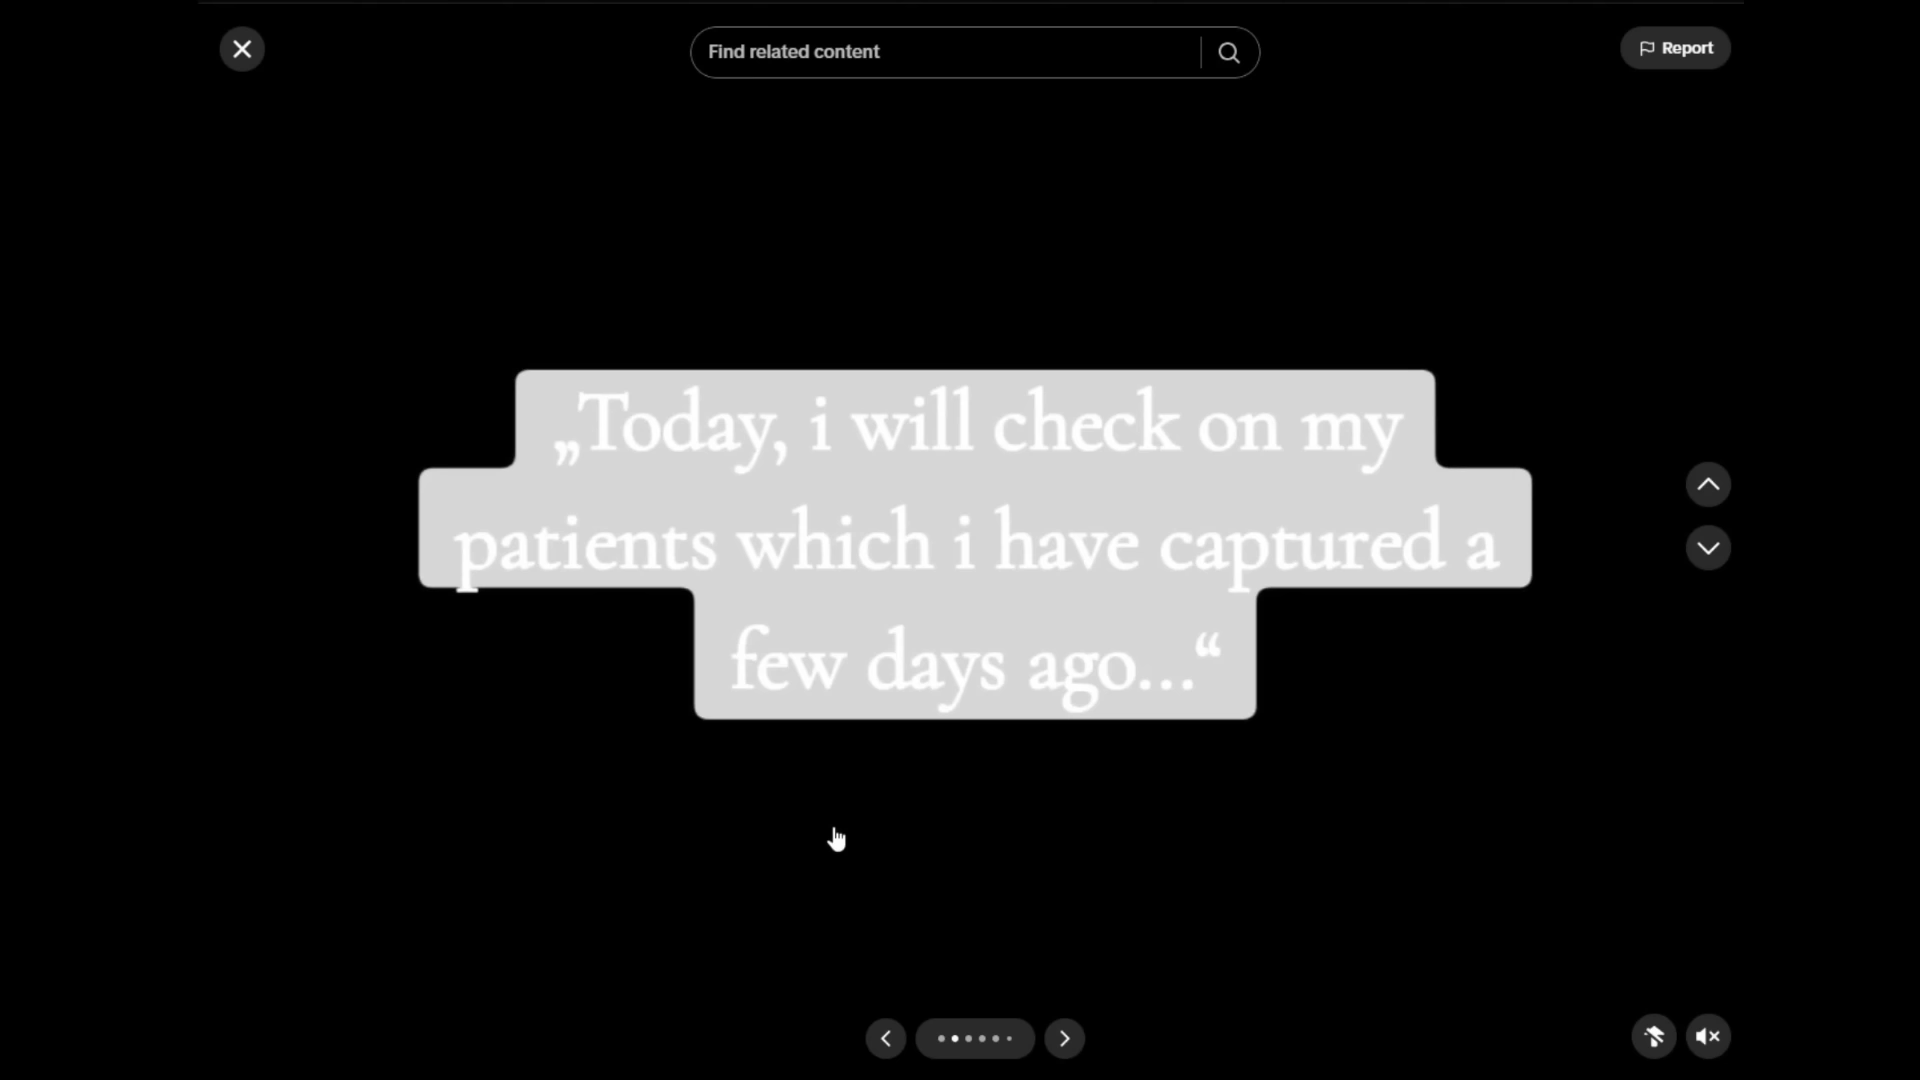 Find related content
Report
„Today, i will check on my
patients which i have captured a
few days ago...“